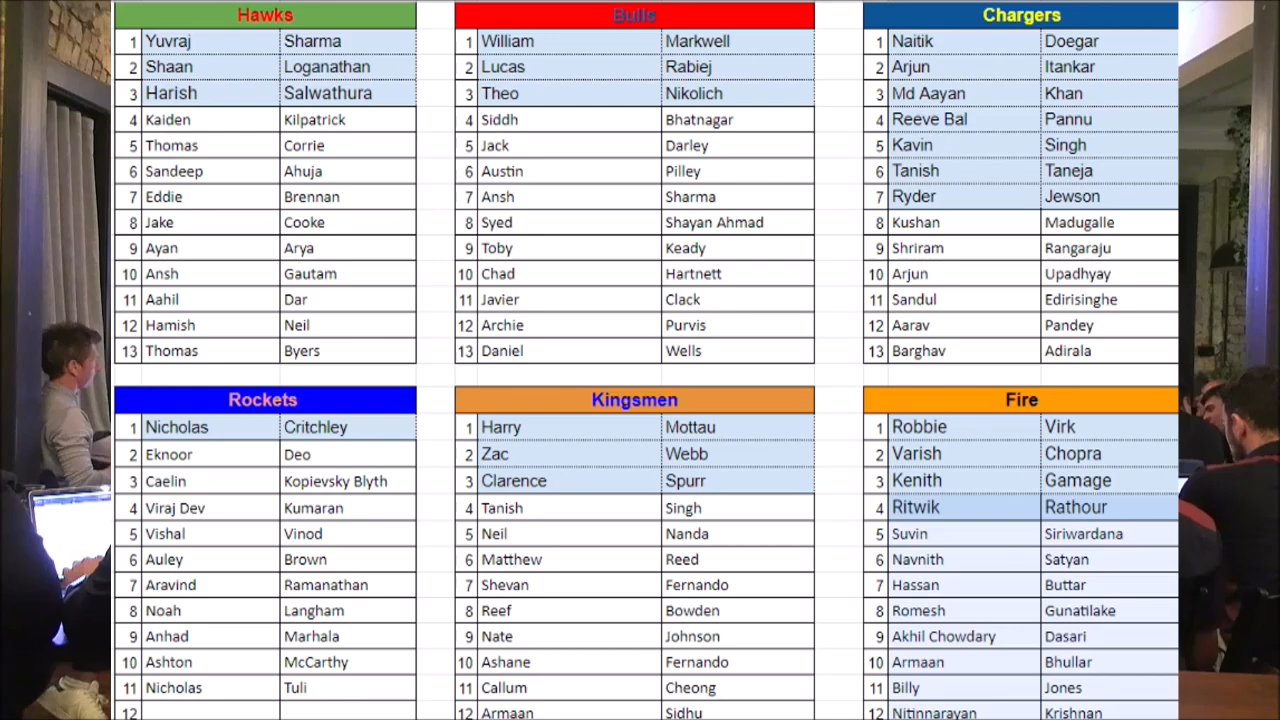 Hawks
1 Yuvraj Sharma
2 Shaan Loganathan
3 Harish Salwathura
4 Kaiden Kilpatrick
5 Thomas Corrie
6 Sandeep Ahuja
7 Eddie Brennan
8 Jake Cooke
9 Ayan Arya
10 Ansh Gautam
11 Aahil Dar
12 Hamish Neil
13 Thomas Byers
Bulls
1 William Markwell
2 Lucas Rabiej
3 Theo Nikolich
4 Siddh Bhatnagar
5 Jack Darley
6 Austin Pilley
7 Ansh Sharma
8 Syed Shayan Ahmad
9 Toby Keady
10 Chad Hartnett
11 Javier Clack
12 Archie Purvis
13 Daniel Wells
Chargers
1 Naitik Doegar
2 Arjun Itankar
3 Md Aayan Khan
4 Reeve Bal Pannu
5 Kavin Singh
6 Tanish Taneja
7 Ryder Jewson
8 Kushan Madugalle
9 Shriram Rangaraju
10 Arjun Upadhyay
11 Sandul Edirisinghe
12 Aarav Pandey
13 Barghav Adirala
Rockets
1 Nicholas Critchley
2 Eknoor Deo
3 Caelin Kopievsky Blyth
4 Viraj Dev Kumaran
5 Vishal Vinod
6 Auley Brown
7 Aravind Ramanathan
8 Noah Langham
9 Anhad Marhala
10 Ashton McCarthy
11 Nicholas Tuli
12
Kingsmen
1 Harry Mottau
2 Zac Webb
3 Clarence Spurr
4 Tanish Singh
5 Neil Nanda
6 Matthew Reed
7 Shevan Fernando
8 Reef Bowden
9 Nate Johnson
10 Ashane Fernando
11 Callum Cheong
12 Armaan Sidhu
Fire
1 Robbie Virk
2 Varish Chopra
3 Kenith Gamage
4 Ritwik Rathour
5 Suvin Siriwardana
6 Navnith Satyan
7 Hassan Buttar
8 Romesh Gunatilake
9 Akhil Chowdary Dasari
10 Armaan Bhullar
11 Billy Jones
12 Nitinnarayan Krishnan